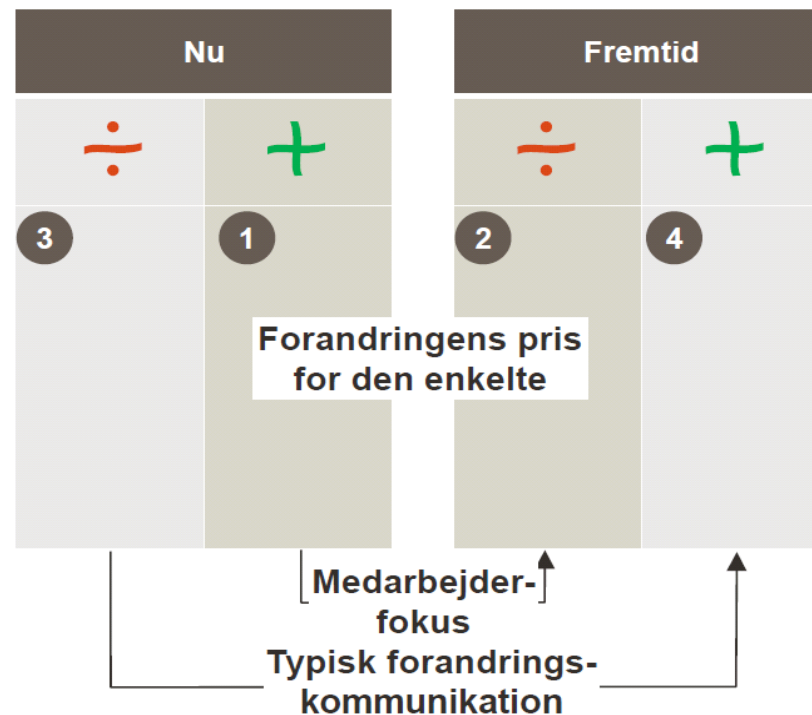 Nu
Fremtid
÷ + ÷ +
3 1 2 4
Forandringens pris
for den enkelte
Medarbejder-
fokus
Typisk forandrings-
kommunikation